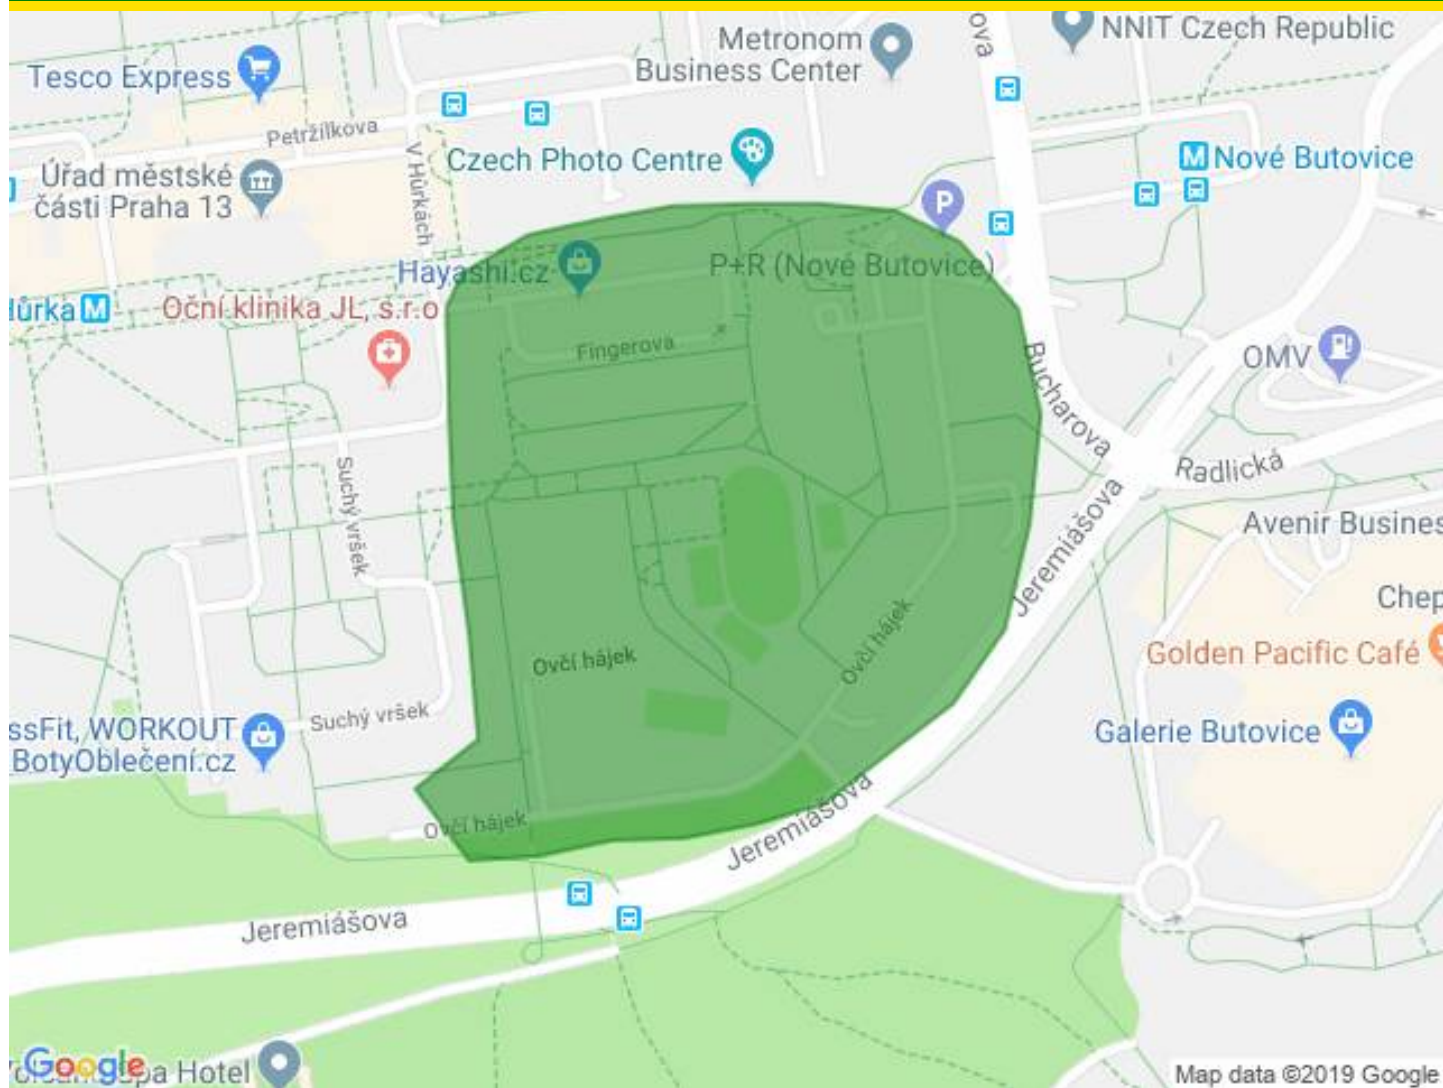 ova
NNIT Czech Republic
Metronom
Business Center
Tesco Express
Petržílkova
V Hůrkách
Czech Photo Centre
M Nové Butovice
Úřad městské
části Praha 13
P
Hayashi.cz
P+R (Nové Butovice)
ůrka M
Oční klinika JL, s.r.o
Fingerova
OMV
Bucharova
Radlická
Suchý vršek
Jeremiášova
Avenir Busines
Chep
Golden Pacific Café
Ovčí hájek
Ovčí hájek
Suchý vršek
ssFit, WORKOUT
BotyOblečení.cz
Galerie Butovice
Ovčí hájek
Jeremiášova
Jeremiášova
Google
pa Hotel
Map data ©2019 Google